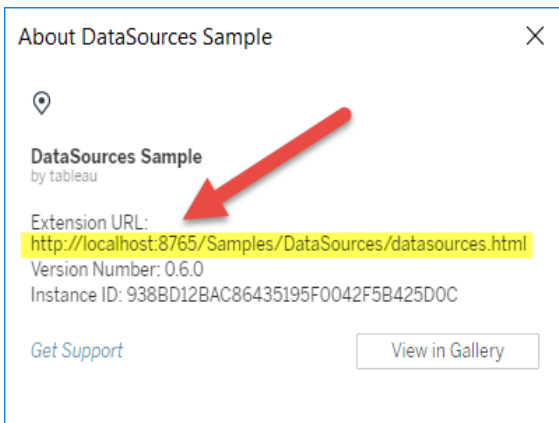 About DataSources Sample
DataSources Sample
by tableau
Extension URL:
http://localhost:8765/Samples/DataSources/datasources.html
Version Number: 0.6.0
Instance ID: 938BD12BAC86435195F0042F5B425D0C
Get Support
View in Gallery